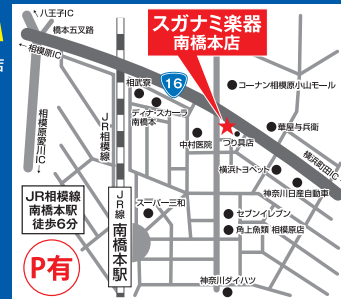 八王子IC
橋本五叉路
相模原IC
店
スガナミ楽器
南橋本店
16
相武寮
ディナ・スカーラ
南橋本
コーナン相模原小山モール
相模原愛川IC
JR相模線
中村医院
つり具店
華屋与兵衛
横浜町田IC
横浜トヨペット
神奈川日産自動車
JR相模線
南橋本駅
徒歩6分
JR線
南橋本駅
スーパー三和
セブンイレブン
角上魚類 相模原店
P有
神奈川ダイハツ